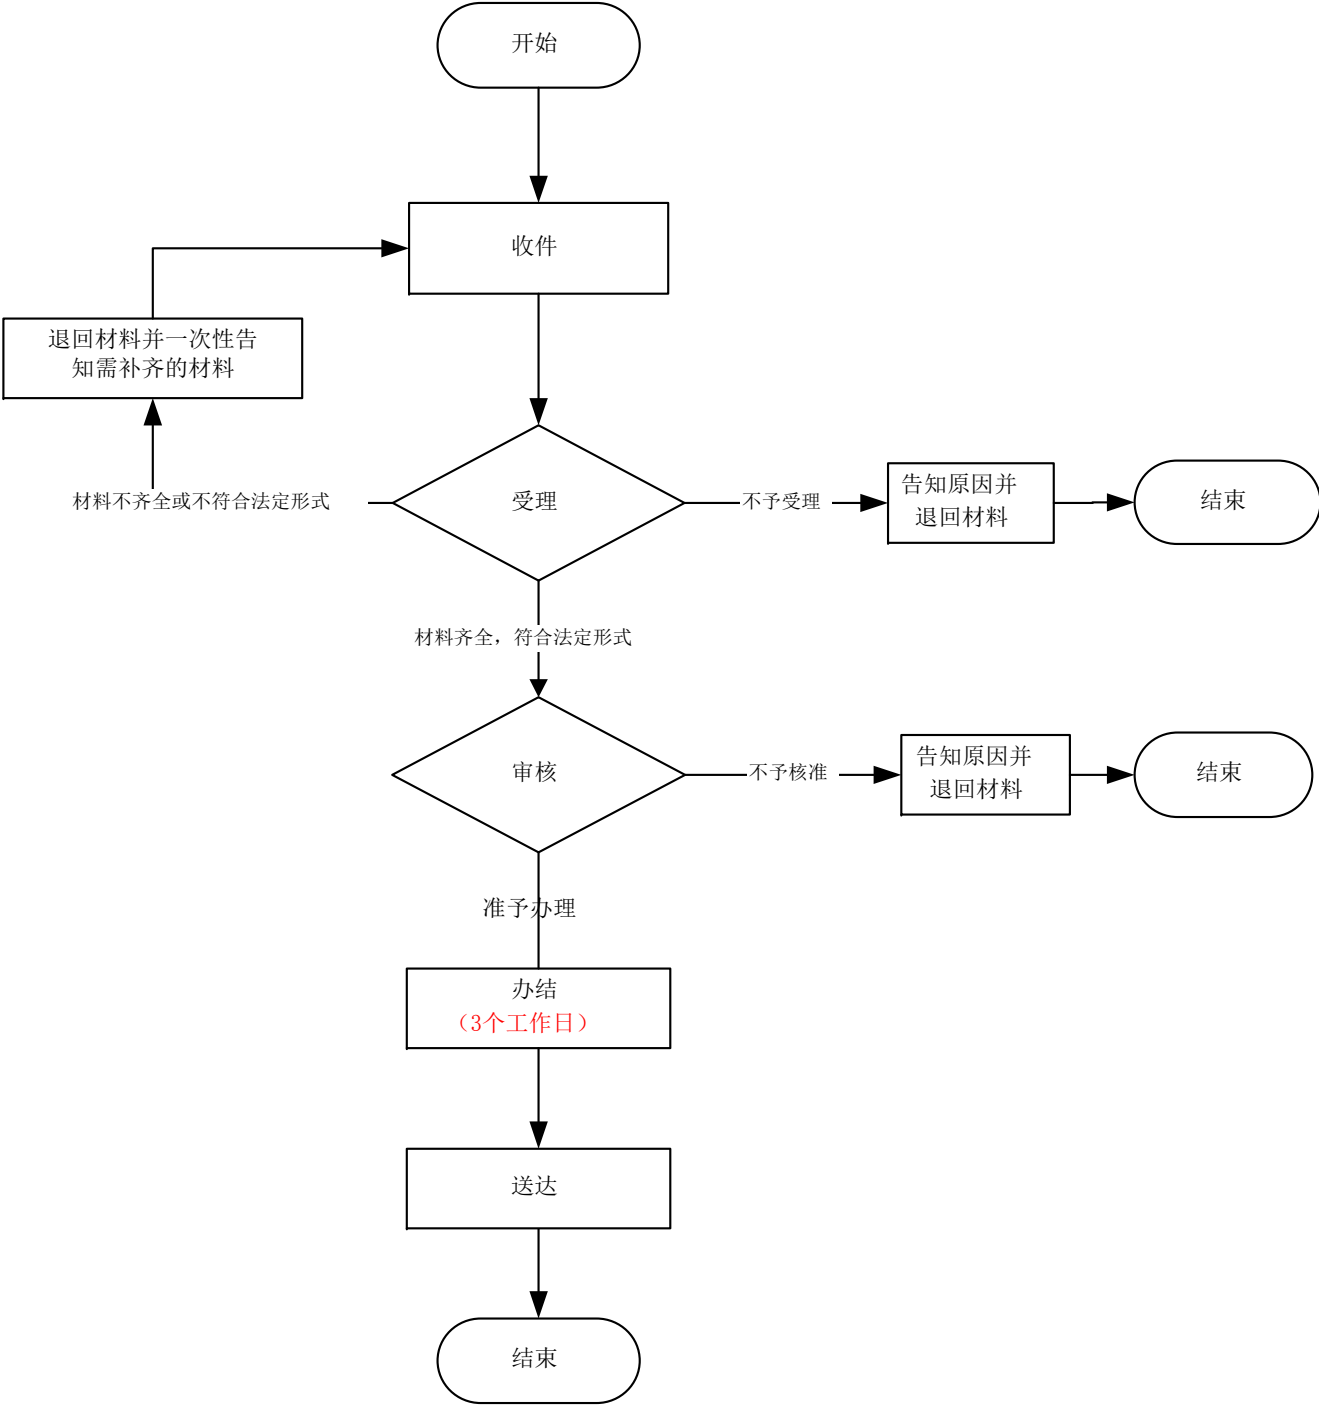 开始
收件
退回材料并一次性告
知需补齐的材料
材料不齐全或不符合法定形式
受理
不予受理
告知原因并
退回材料
结束
材料齐全，符合法定形式
审核
不予核准
告知原因并
退回材料
结束
准予办理
办结
（3个工作日）
送达
结束